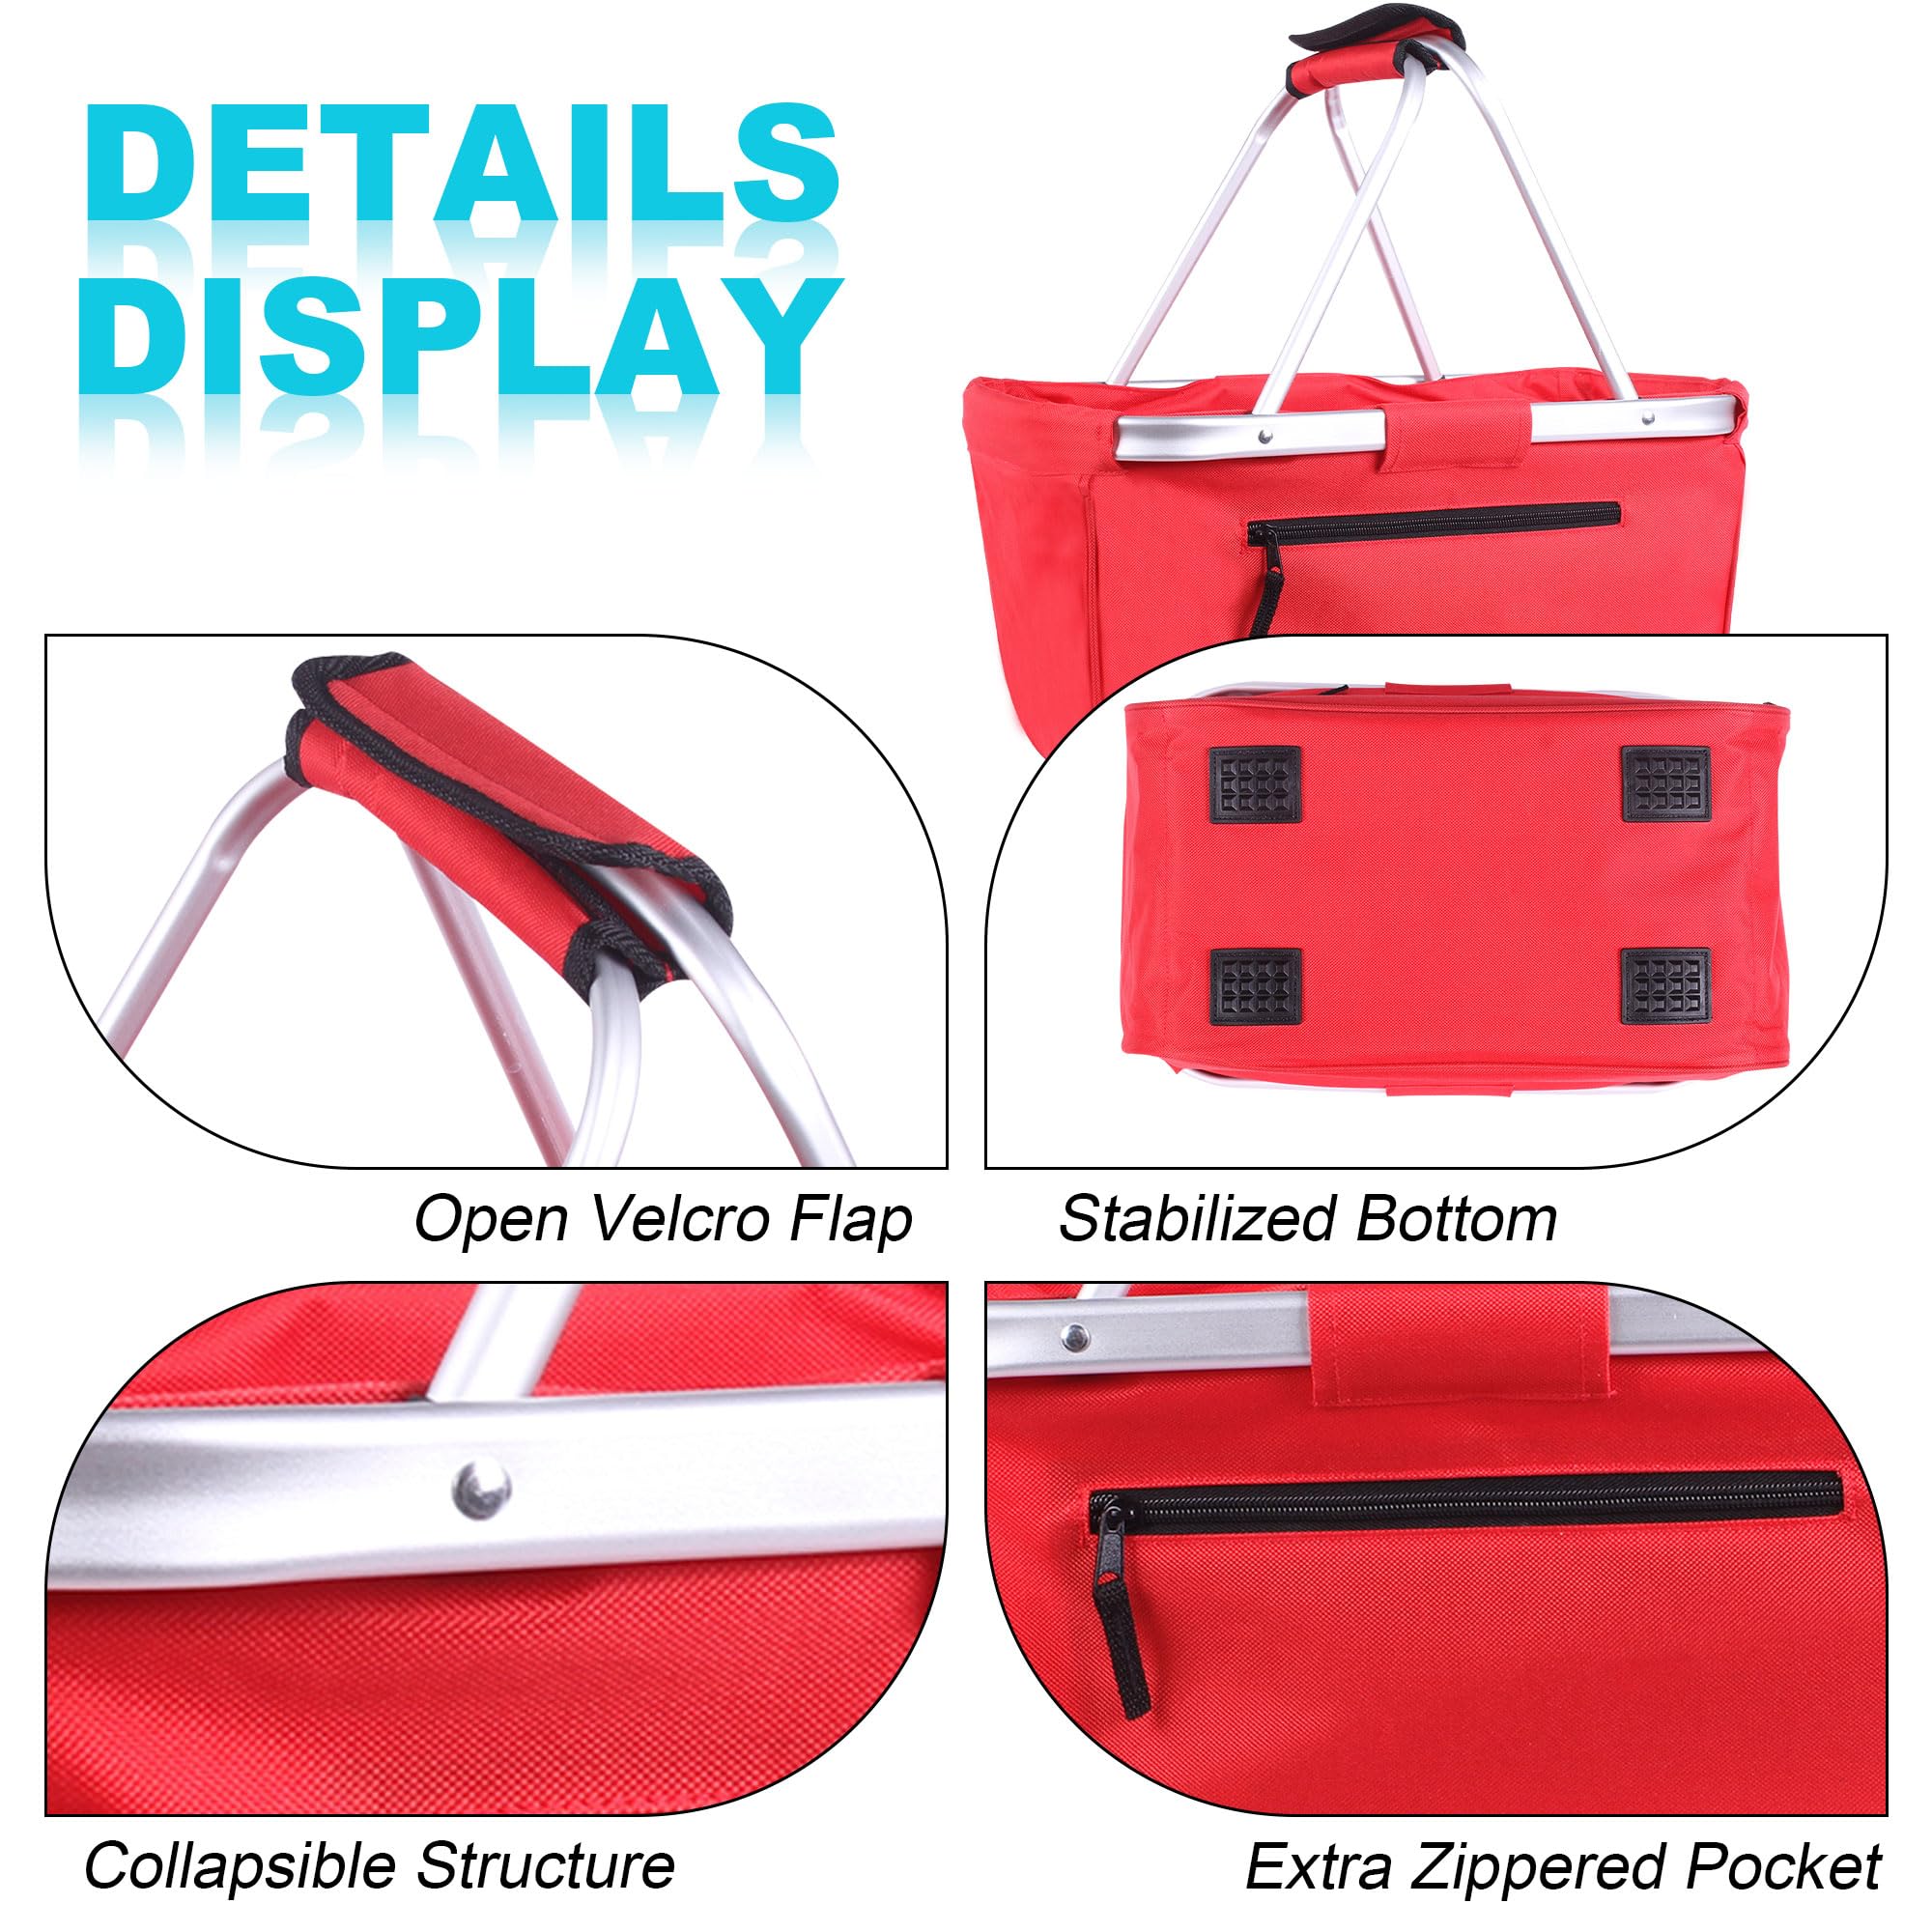 DETAILS
DISPLAY
Open Velcro Flap
Stabilized Bottom
Collapsible Structure
Extra Zippered Pocket